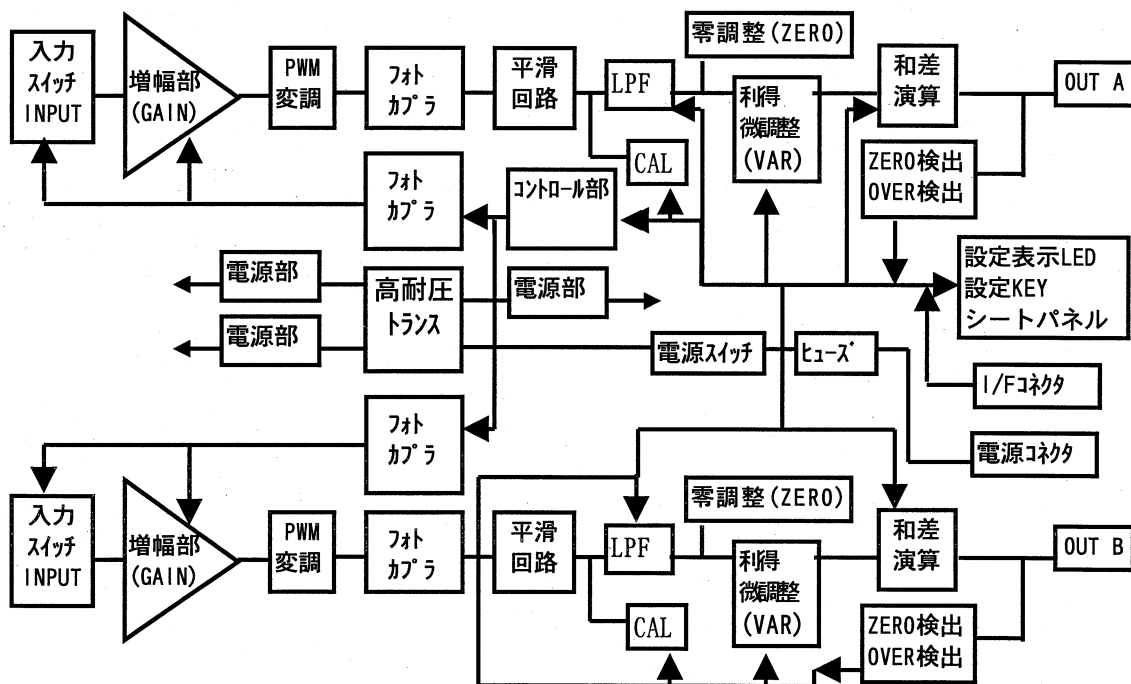 入力
スイッチ
INPUT
増幅部
(GAIN)
PWM
変調
フォト
カプラ
平滑
回路
LPF
零調整(ZERO)
利得
微調整
(VAR)
和差
演算
OUT A
CAL
ZERO検出
OVER検出
フォト
カプラ
コントロール部
電源部
高耐圧
トランス
電源部
設定表示LED
設定KEY
シートパネル
電源部
電源スイッチ
ヒューズ
I/Fコネクタ
フォト
カプラ
電源コネクタ
入力
スイッチ
INPUT
増幅部
(GAIN)
PWM
変調
フォト
カプラ
平滑
回路
LPF
零調整(ZERO)
利得
微調整
(VAR)
和差
演算
OUT B
CAL
ZERO検出
OVER検出